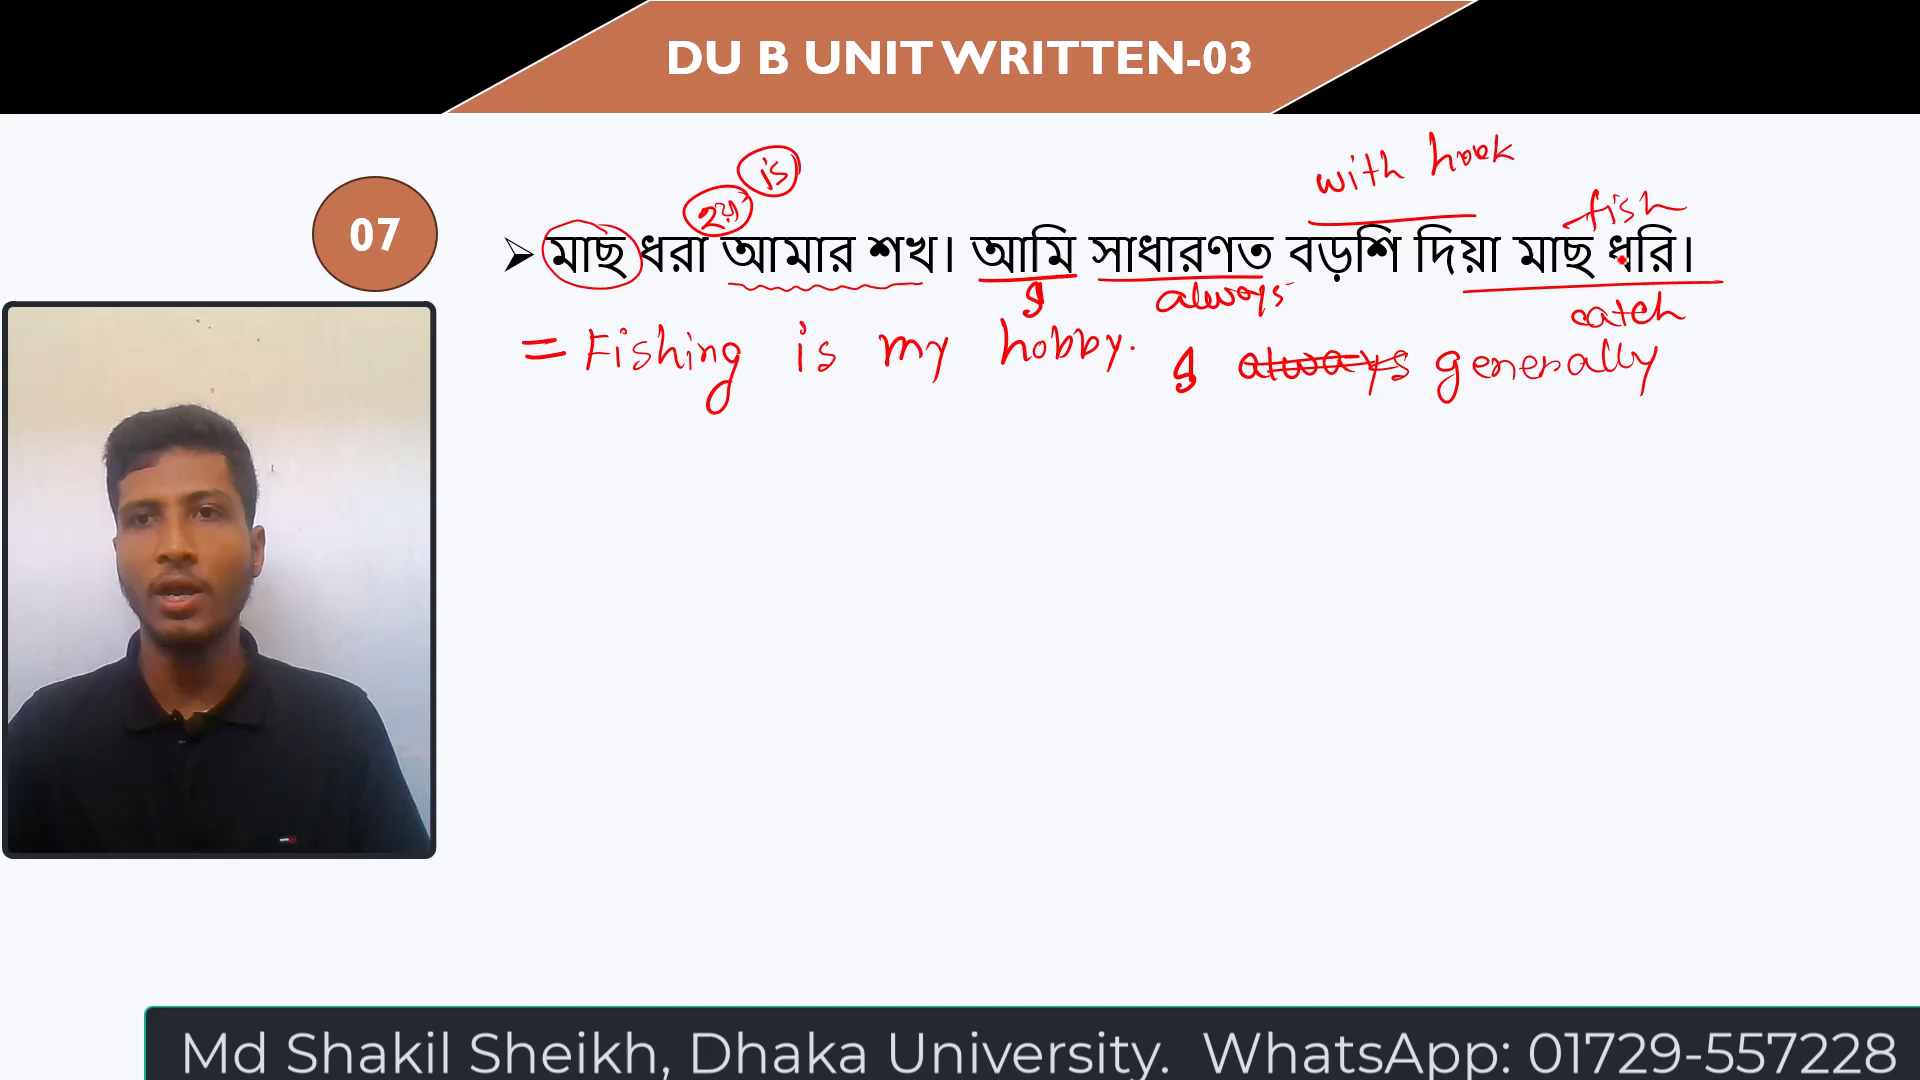 DU B UNIT WRITTEN-03
with hook
is
হয়
fish
07
➢ মাছ ধরা আমার শখ। আমি সাধারণত বড়শি দিয়া মাছ ধরি।
I always catch
= Fishing is my hobby. I always generally
Md Shakil Sheikh, Dhaka University. WhatsApp: 01729-557228